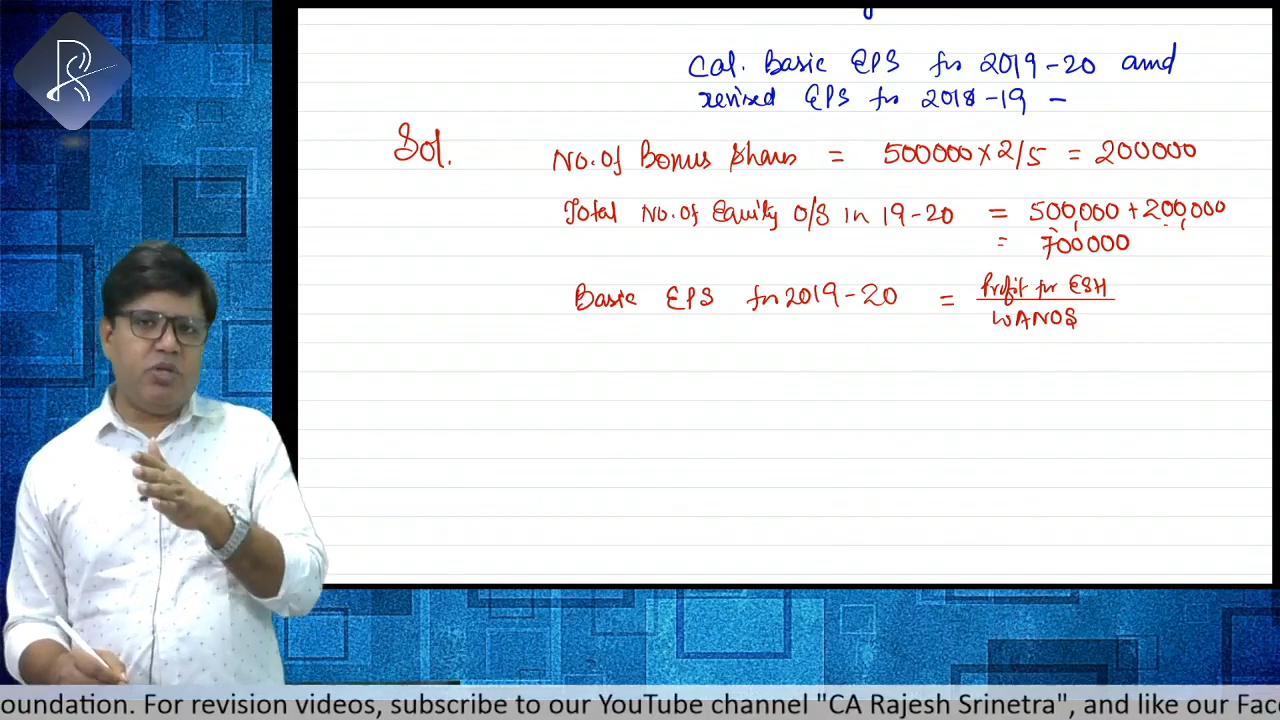 Cal. Basic EPS for 2019-20 and
revised EPS for 2018-19 -
Sol.
No. of Bonus Shares = 500000 x 2/5 = 200000
Total No. of Equity O/S in 19-20 = 500,000 + 200,000
= 700000
Basic EPS for 2019-20 = Profit for ESH
WANOS
oundation. For revision videos, subscribe to our YouTube channel "CA Rajesh Srinetra", and like our Fac